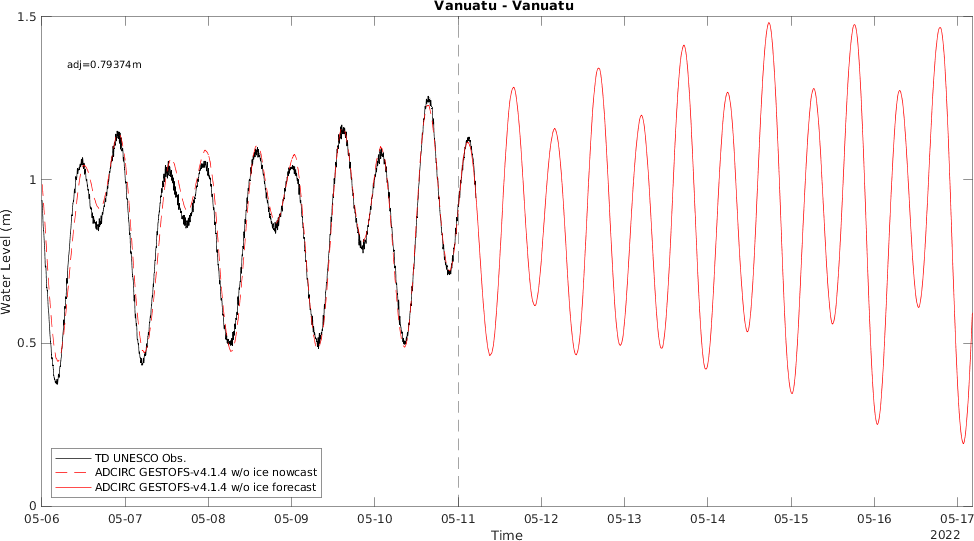 Vanuatu - Vanuatu
1.5
adj=0.79374m
1
Water Level (m)
0.5
TD UNESCO Obs.
ADCIRC GESTOFS-v4.1.4 w/o ice nowcast
ADCIRC GESTOFS-v4.1.4 w/o ice forecast
0
05-06 05-07 05-08 05-09 05-10 05-11 05-12 05-13 05-14 05-15 05-16 05-17
Time
2022